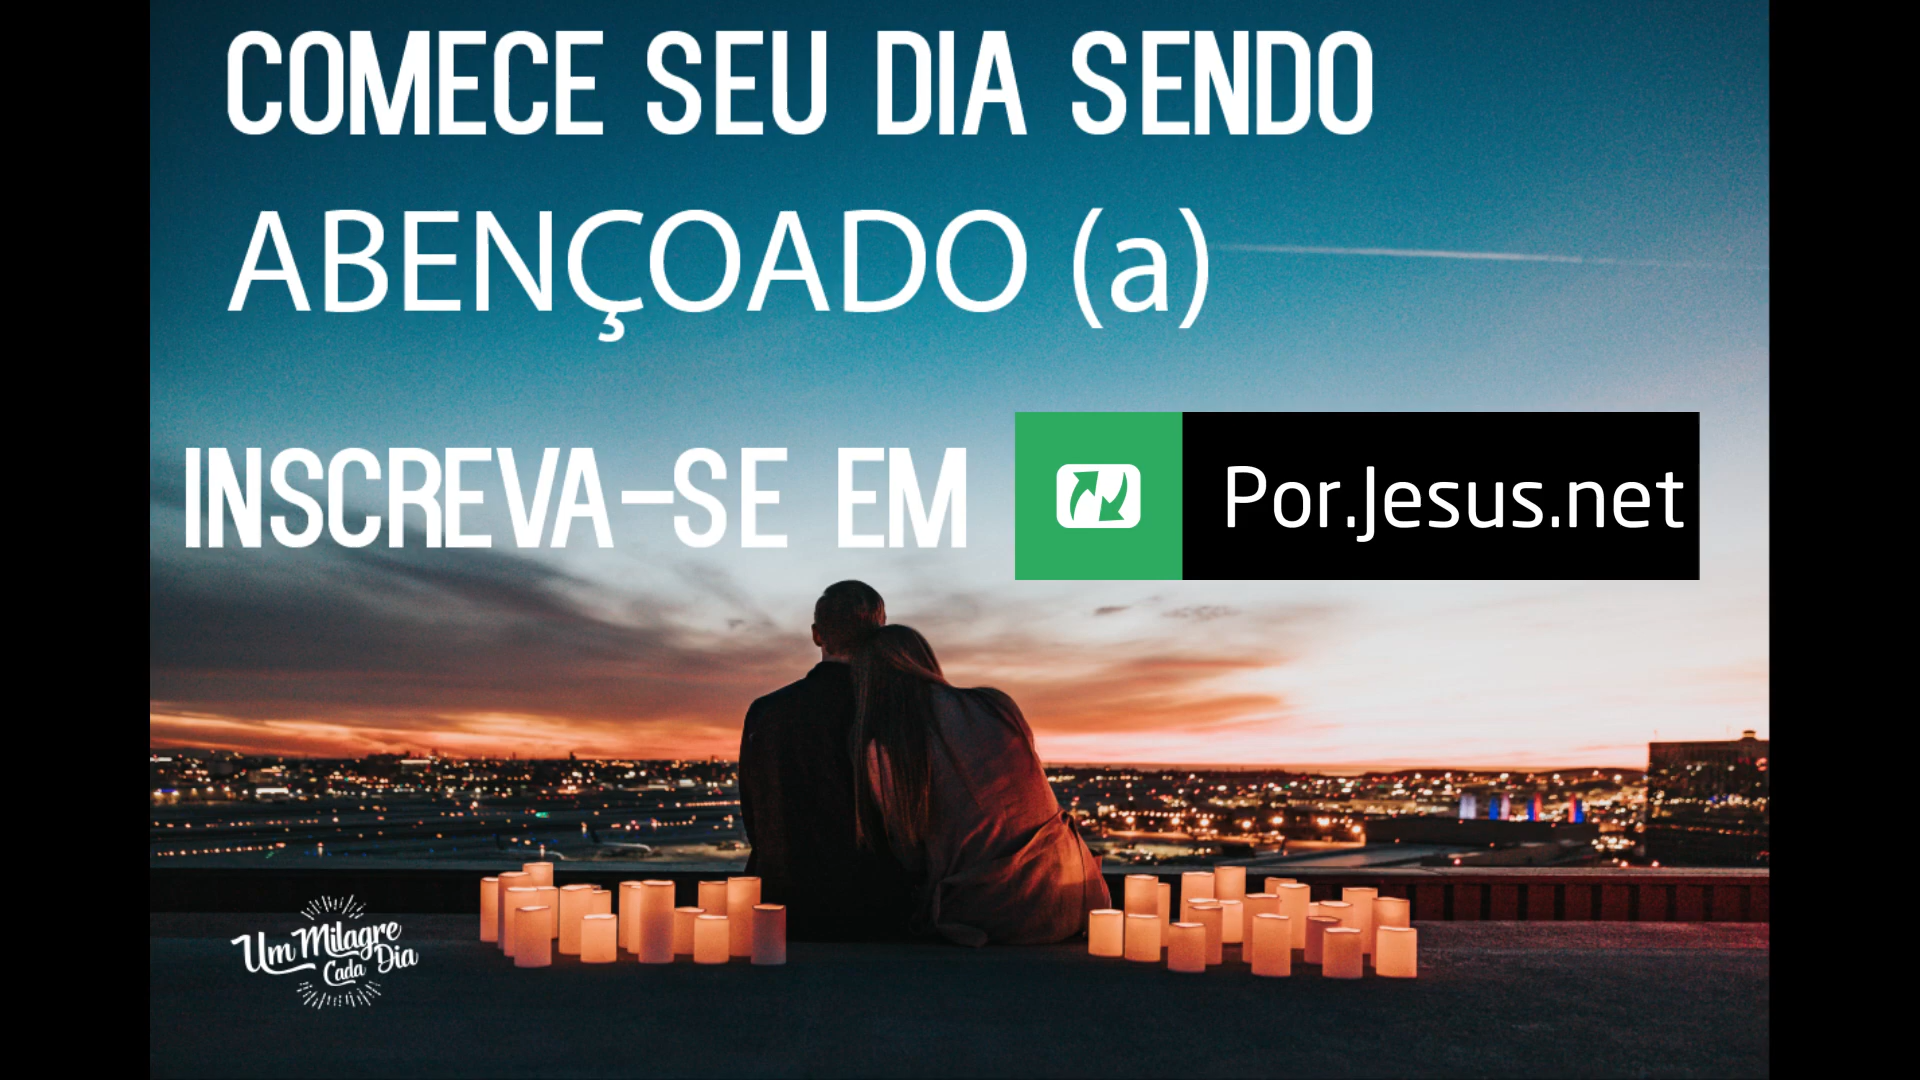 COMECE SEU DIA SENDO
ABENÇOADO (a)
INSCREVA-SE EM Por.Jesus.net
Um Milagre
Cada Dia